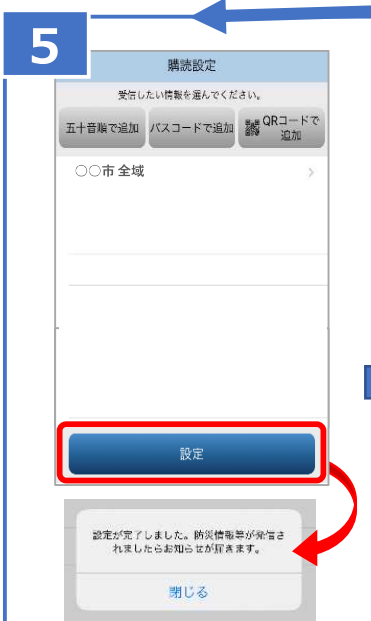 5
購読設定
受信したい情報を選んでください。
五十音順で追加
パスコードで追加
QRコードで
追加
○○市 全域
設定
設定が完了しました。防災情報等が発信さ
れましたらお知らせが届きます。
閉じる